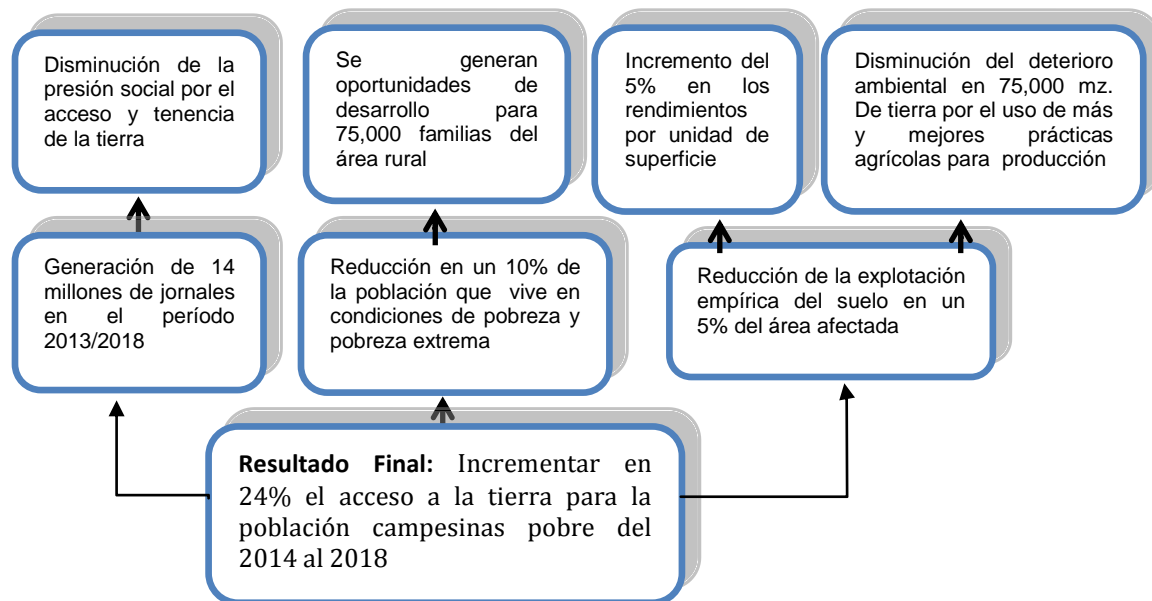 Disminución de la
presión social por el
acceso y tenencia
de la tierra
Se generan
oportunidades de
desarrollo para
75,000 familias del
área rural
Incremento del
5% en los
rendimientos
por unidad de
superficie
Disminución del deterioro
ambiental en 75,000 mz.
De tierra por el uso de más
y mejores prácticas
agrícolas para producción
Generación de 14
millones de jornales
en el período
2013/2018
Reducción en un 10% de
la población que vive en
condiciones de pobreza y
pobreza extrema
Reducción de la explotación
empírica del suelo en un
5% del área afectada
Resultado Final: Incrementar en
24% el acceso a la tierra para la
población campesinas pobre del
2014 al 2018